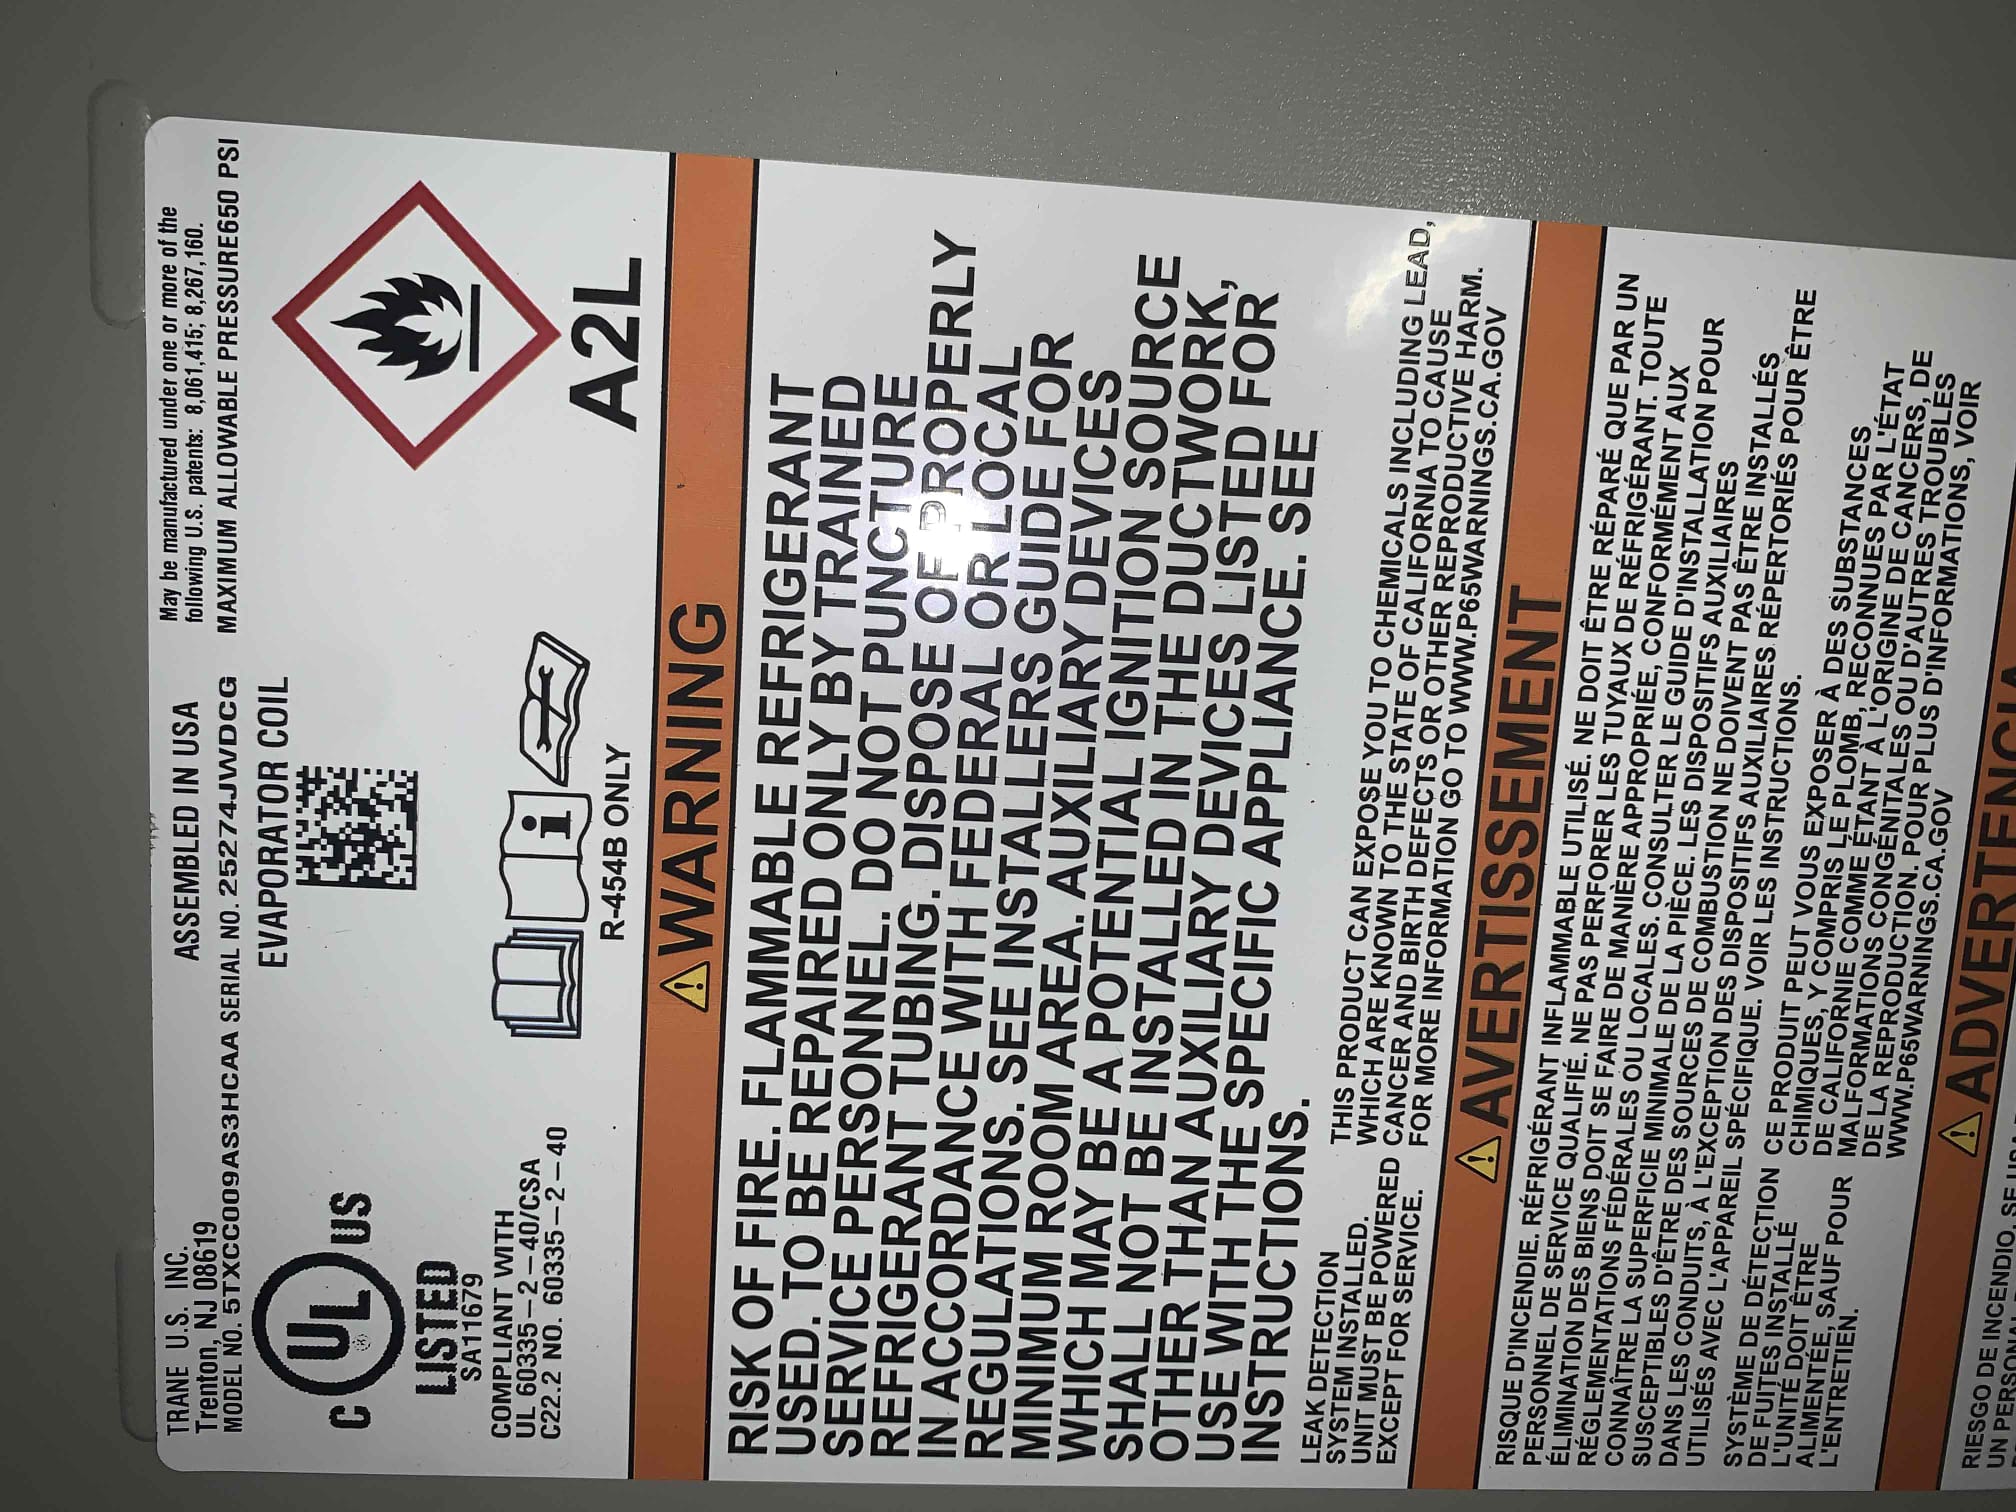 TRANE U.S. INC.
Trenton, NJ 08619
ASSEMBLED IN USA
May be manufactured under one or more of the
following U.S. patents: 8,061,415; 8,267,160.
MODEL NO. 5TXCC009AS3HCAA SERIAL NO. 25274JWDCG
MAXIMUM ALLOWABLE PRESSURE650 PSI
EVAPORATOR COIL
C UL ® US
LISTED
SA11679
COMPLIANT WITH
UL 60335-2-40/CSA
C22.2 NO. 60335-2-40
i
R-454B ONLY
A2L
⚠WARNING
RISK OF FIRE. FLAMMABLE REFRIGERANT
USED. TO BE REPAIRED ONLY BY TRAINED
SERVICE PERSONNEL. DO NOT PUNCTURE
REFRIGERANT TUBING. DISPOSE OF PROPERLY
IN ACCORDANCE WITH FEDERAL OR LOCAL
REGULATIONS. SEE INSTALLERS GUIDE FOR
MINIMUM ROOM AREA. AUXILIARY DEVICES
WHICH MAY BE A POTENTIAL IGNITION SOURCE
SHALL NOT BE INSTALLED IN THE DUCTWORK,
OTHER THAN AUXILIARY DEVICES LISTED FOR
USE WITH THE SPECIFIC APPLIANCE. SEE
INSTRUCTIONS.
LEAK DETECTION
SYSTEM INSTALLED.
UNIT MUST BE POWERED
EXCEPT FOR SERVICE.
THIS PRODUCT CAN EXPOSE YOU TO CHEMICALS INCLUDING LEAD,
WHICH ARE KNOWN TO THE STATE OF CALIFORNIA TO CAUSE
CANCER AND BIRTH DEFECTS OR OTHER REPRODUCTIVE HARM.
FOR MORE INFORMATION GO TO WWW.P65WARNINGS.CA.GOV
⚠AVERTISSEMENT
RISQUE D'INCENDIE. RÉFRIGÉRANT INFLAMMABLE UTILISÉ. NE DOIT ÊTRE RÉPARÉ QUE PAR UN
PERSONNEL DE SERVICE QUALIFIÉ. NE PAS PERFORER LES TUYAUX DE RÉFRIGÉRANT. TOUTE
ÉLIMINATION DES BIENS DOIT SE FAIRE DE MANIÈRE APPROPRIÉE, CONFORMÉMENT AUX
RÉGLEMENTATIONS FÉDÉRALES OU LOCALES. CONSULTER LE GUIDE D'INSTALLATION POUR
CONNAÎTRE LA SUPERFICIE MINIMALE DE LA PIÈCE. LES DISPOSITIFS AUXILIAIRES
SUSCEPTIBLES D'ÊTRE DES SOURCES DE COMBUSTION NE DOIVENT PAS ÊTRE INSTALLÉS
DANS LES CONDUITS, À L'EXCEPTION DES DISPOSITIFS AUXILIAIRES RÉPERTORIÉS POUR ÊTRE
UTILISÉS AVEC L'APPAREIL SPÉCIFIQUE. VOIR LES INSTRUCTIONS.
SYSTÈME DE DÉTECTION
DE FUITES INSTALLÉ
L'UNITÉ DOIT ÊTRE
ALIMENTÉE, SAUF POUR
L'ENTRETIEN.
CE PRODUIT PEUT VOUS EXPOSER À DES SUBSTANCES
CHIMIQUES, Y COMPRIS LE PLOMB, RECONNUES PAR L'ÉTAT
DE CALIFORNIE COMME ÉTANT À L'ORIGINE DE CANCERS, DE
MALFORMATIONS CONGÉNITALES OU D'AUTRES TROUBLES
DE LA REPRODUCTION. POUR PLUS D'INFORMATIONS, VOIR
WWW.P65WARNINGS.CA.GOV
⚠ADVERTENCIA
RIESGO DE INCENDIO.